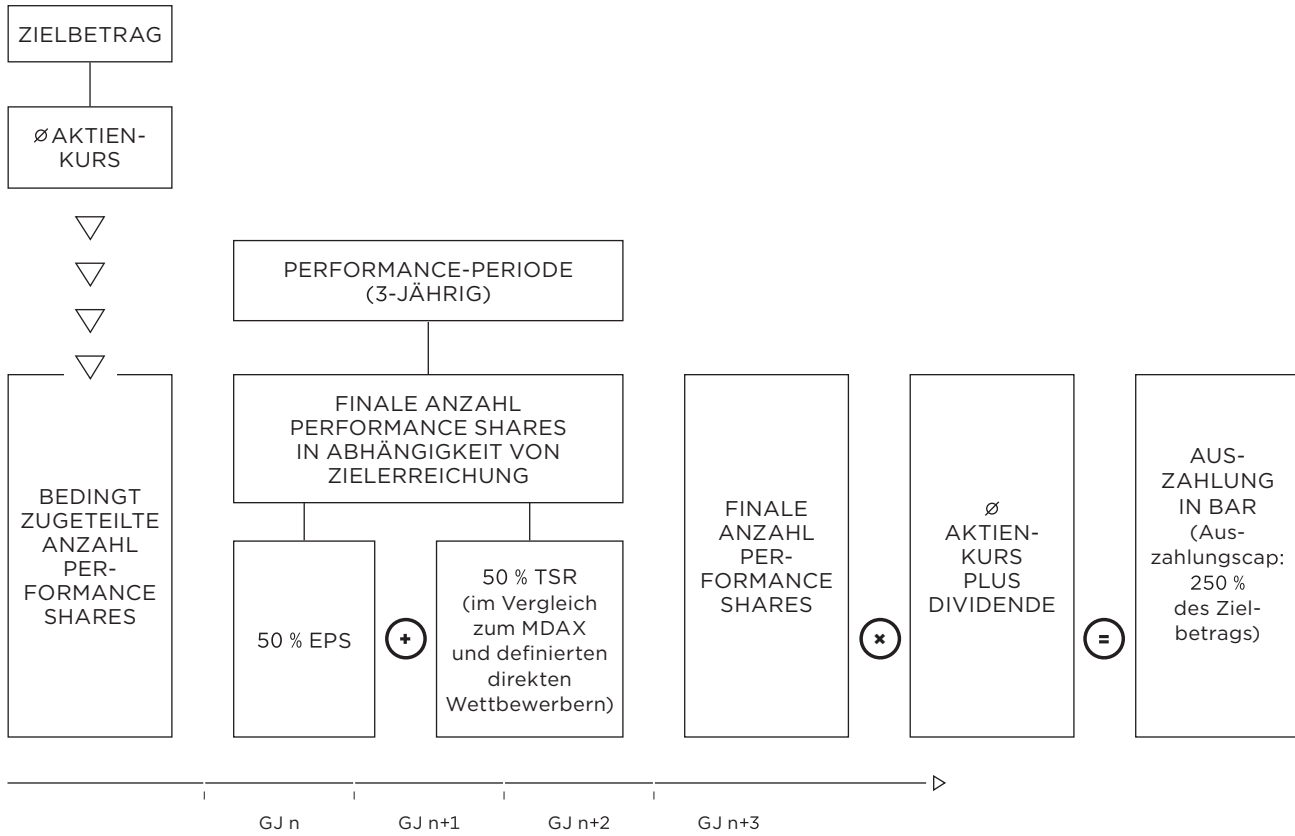 ZIELBETRAG
Ø AKTIEN-
KURS
BEDINGT
ZUGETEILTE
ANZAHL
PER-
FORMANCE
SHARES
PERFORMANCE-PERIODE
(3-JÄHRIG)
FINALE ANZAHL
PERFORMANCE SHARES
IN ABHÄNGIGKEIT VON
ZIELERREICHUNG
50 % EPS
+
50 % TSR
(im Vergleich
zum MDAX
und definierten
direkten
Wettbewerbern)
FINALE
ANZAHL
PER-
FORMANCE
SHARES
×
Ø
AKTIEN-
KURS
PLUS
DIVIDENDE
=
AUS-
ZAHLUNG
IN BAR
(Aus-
zahlungscap:
250 %
des Ziel-
betrags)
GJ n
GJ n+1
GJ n+2
GJ n+3